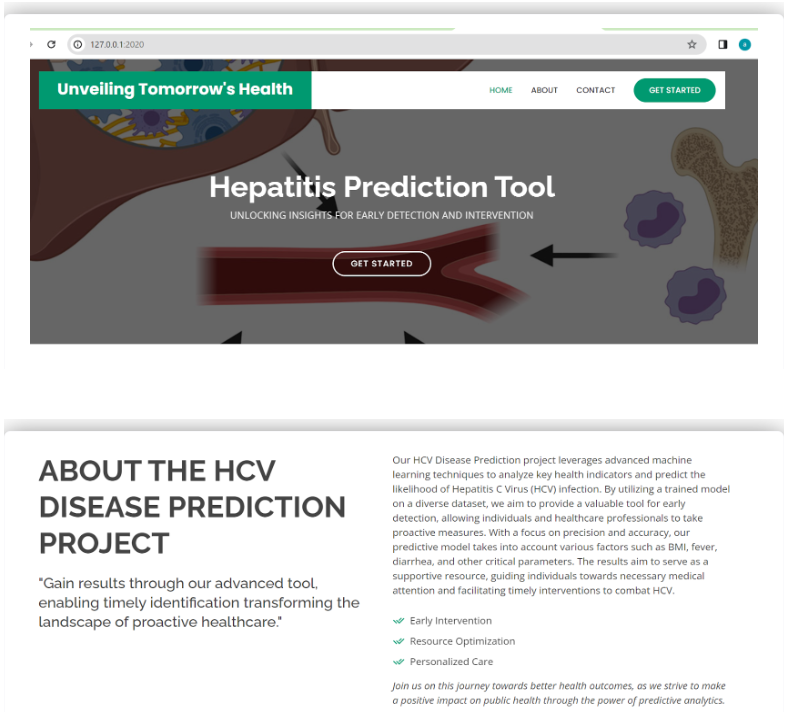 127.0.0.1:2020
Unveiling Tomorrow's Health
HOME ABOUT CONTACT GET STARTED
Hepatitis Prediction Tool
UNLOCKING INSIGHTS FOR EARLY DETECTION AND INTERVENTION
GET STARTED
ABOUT THE HCV
DISEASE PREDICTION
PROJECT
"Gain results through our advanced tool,
enabling timely identification transforming the
landscape of proactive healthcare."
Our HCV Disease Prediction project leverages advanced machine
learning techniques to analyze key health indicators and predict the
likelihood of Hepatitis C Virus (HCV) infection. By utilizing a trained model
on a diverse dataset, we aim to provide a valuable tool for early
detection, allowing individuals and healthcare professionals to take
proactive measures. With a focus on precision and accuracy, our
predictive model takes into account various factors such as BMI, fever,
diarrhea, and other critical parameters. The results aim to serve as a
supportive resource, guiding individuals towards necessary medical
attention and facilitating timely interventions to combat HCV.
Early Intervention
Resource Optimization
Personalized Care
Join us on this journey towards better health outcomes, as we strive to make
a positive impact on public health through the power of predictive analytics.